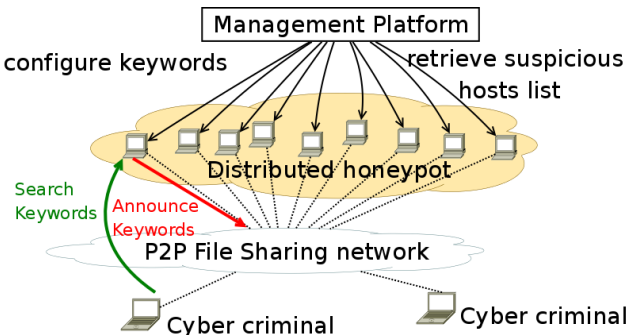 Management Platform
configure keywords
retrieve suspicious
hosts list
Distributed honeypot
Search
Keywords
Announce
Keywords
P2P File Sharing network
Cyber criminal
Cyber criminal